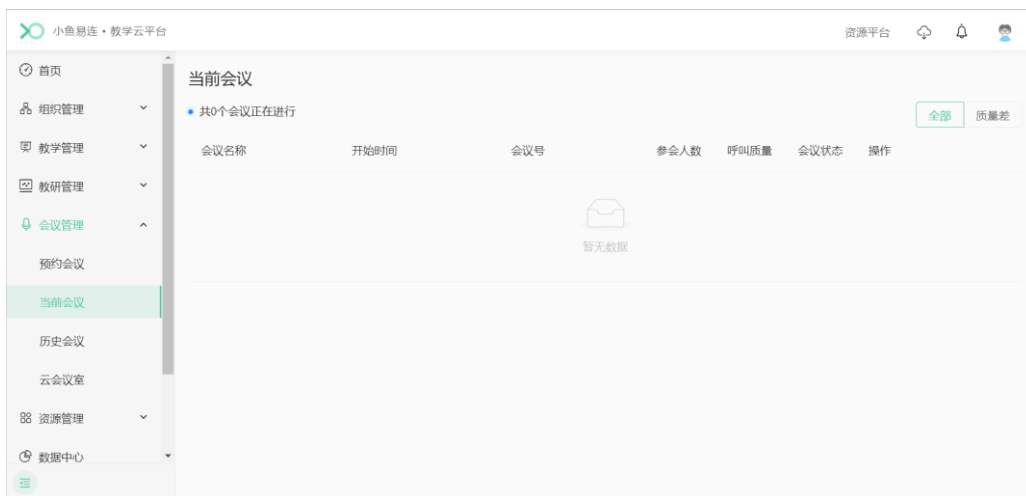 小鱼易连·教学云平台
资源平台
首页
组织管理
教学管理
教研管理
会议管理
预约会议
当前会议
历史会议
云会议室
资源管理
数据中心
当前会议
共0个会议正在进行
全部 质量差
会议名称 开始时间 会议号 参会人数 呼叫质量 会议状态 操作
暂无数据